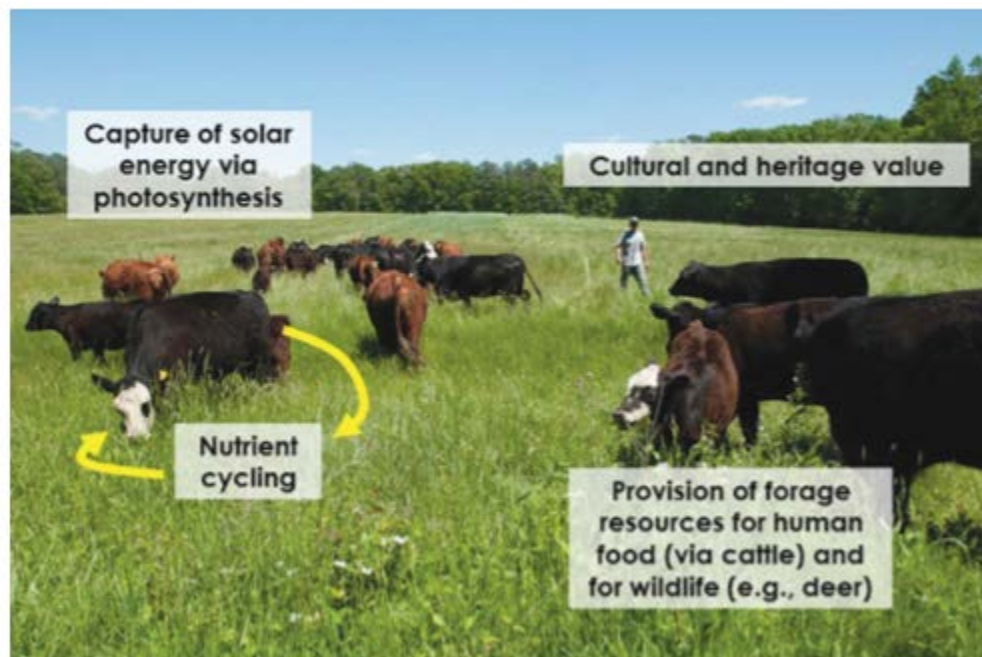 Capture of solar
energy via
photosynthesis
Cultural and heritage value
Nutrient
cycling
Provision of forage
resources for human
food (via cattle) and
for wildlife (e.g., deer)